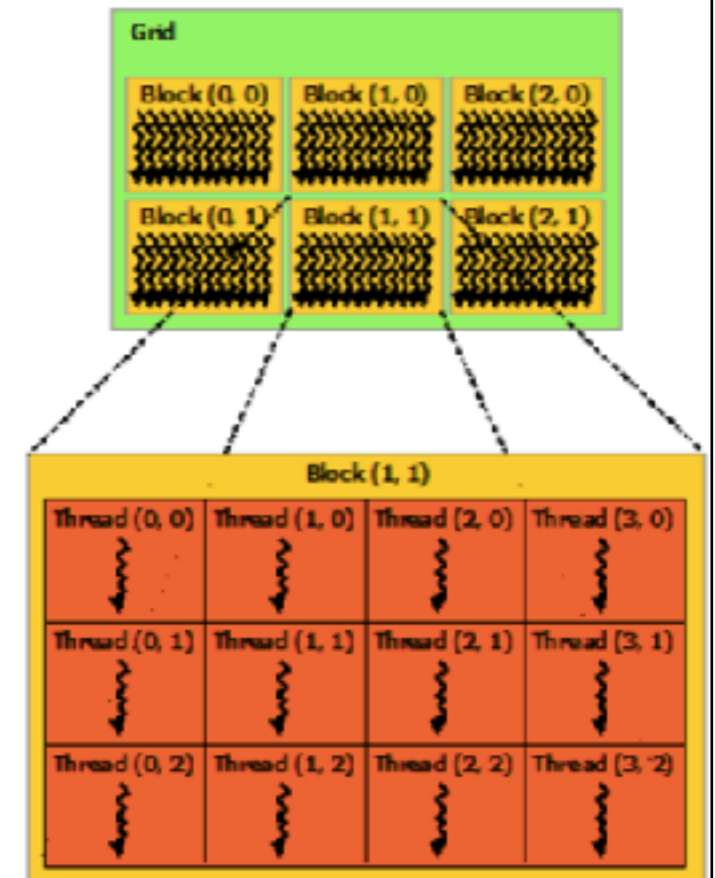 Grid
Block (0, 0) Block (1, 0) Block (2, 0)
Block (0, 1) Block (1, 1) Block (2, 1)
Block (1, 1)
Thread (0, 0) Thread (1, 0) Thread (2, 0) Thread (3, 0)
Thread (0, 1) Thread (1, 1) Thread (2, 1) Thread (3, 1)
Thread (0, 2) Thread (1, 2) Thread (2, 2) Thread (3, 2)